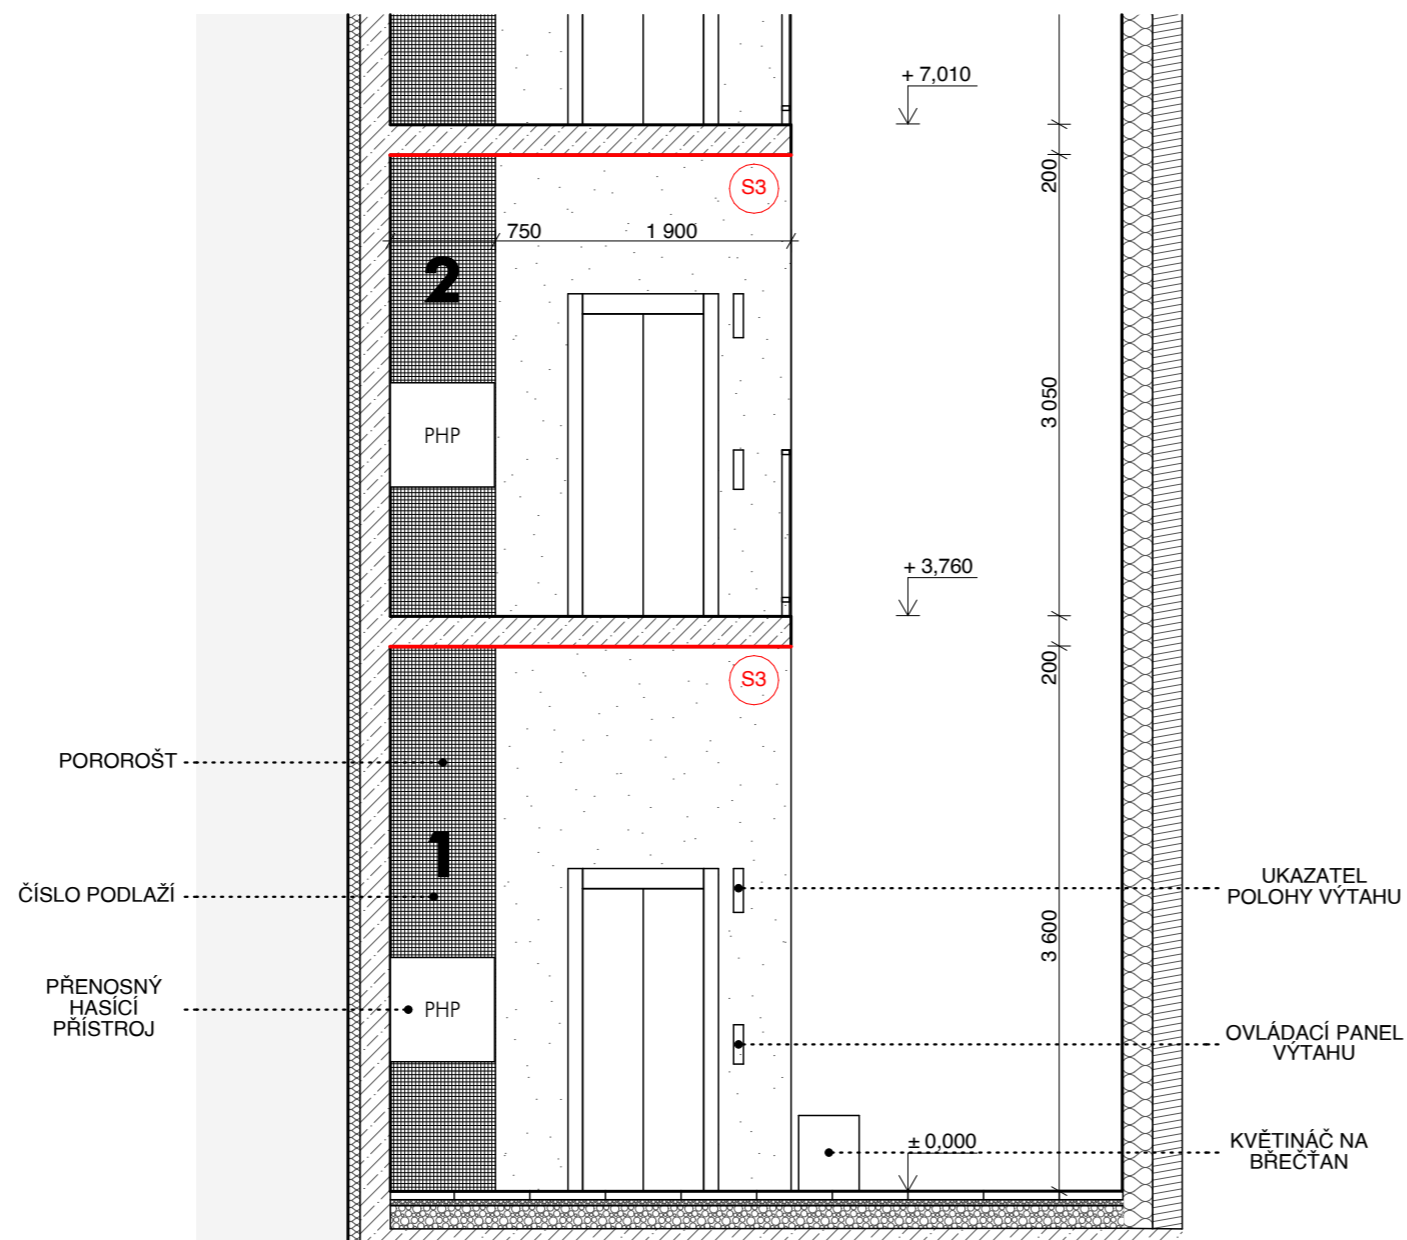 + 7,010
200
S3
750
1 900
2
3 050
PHP
+ 3,760
200
S3
POROROŠT
1
ČÍSLO PODLAŽÍ
UKAZATEL
POLOHY VÝTAHU
3 600
PŘENOSNÝ
HASÍCÍ
PŘÍSTROJ
PHP
OVLÁDACÍ PANEL
VÝTAHU
± 0,000
KVĚTINÁČ NA
BŘEČŤAN